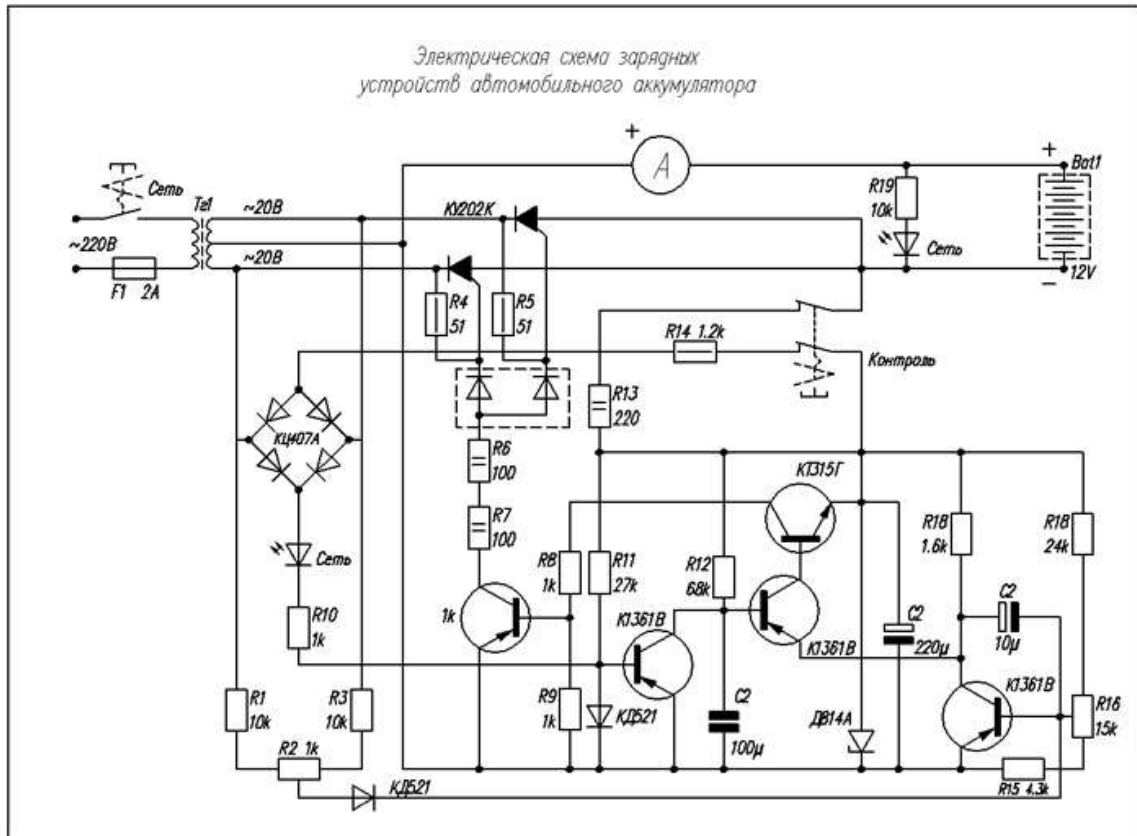 Электрическая схема зарядных
устройств автомобильного аккумулятора
+
A
+
Bat1
Сеть
Tr1
~20В
КУ202К
R19
10k
~220В
~20В
Сеть
F1 2A
12V
−
R4
51
R5
51
R14 1.2k
Контроль
R13
220
КЦ407А
R6
100
КТ315Г
R7
100
R8
1k
R11
27k
R12
68k
R18
1.6k
R18
24k
Сеть
1k
R10
1k
КТ361В
C2
220µ
C2
10µ
КТ361В
КТ361В
R1
10k
R3
10k
R9
1k
КД521
C2
100µ
Д814А
R16
15k
R2 1k
КД521
R15 4.3k